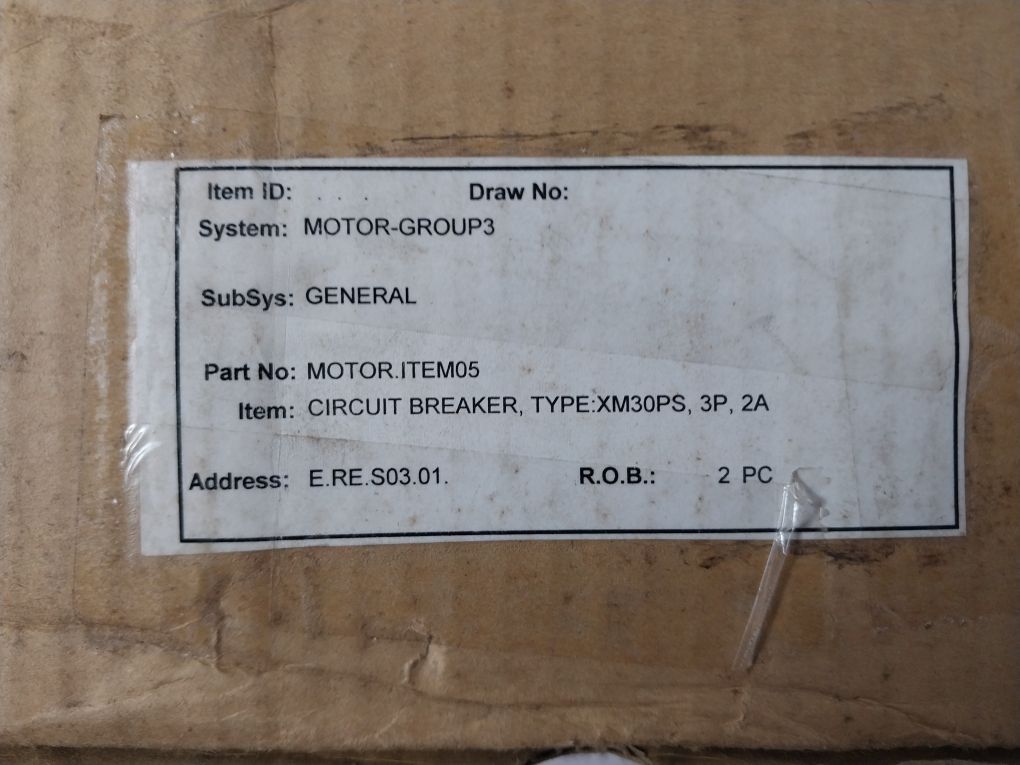 Item ID: . . . Draw No:
System: MOTOR-GROUP3
SubSys: GENERAL
Part No: MOTOR.ITEM05
Item: CIRCUIT BREAKER, TYPE:XM30PS, 3P, 2A
Address: E.RE.S03.01. R.O.B.: 2 PC